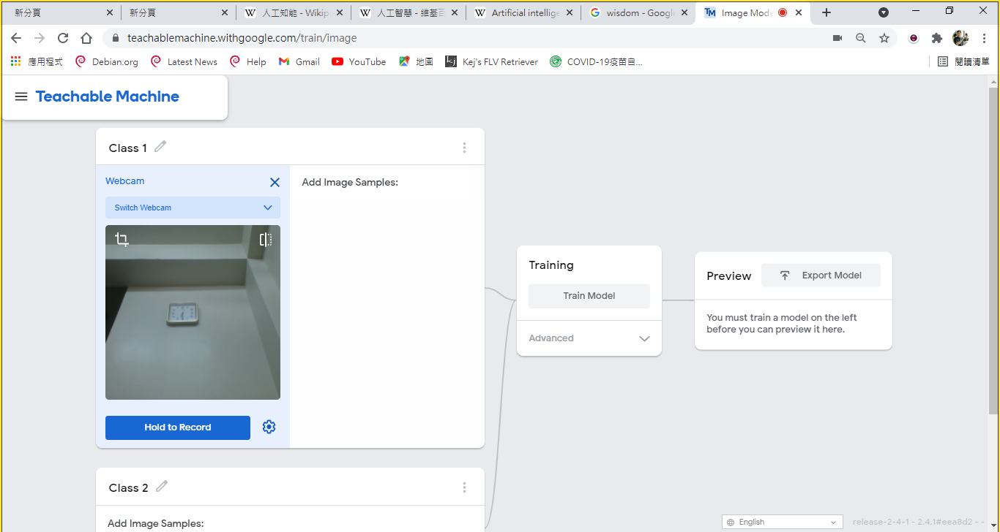 新分頁
新分頁
人工知能 - Wikip
人工智慧 - 維基百
Artificial intellige
wisdom - Google
Image Mode
teachablemachine.withgoogle.com/train/image
應用程式
Debian.org
Latest News
Help
Gmail
YouTube
地圖
Kej's FLV Retriever
COVID-19疫苗自...
閱讀清單
Teachable Machine
Class 1
Webcam
Switch Webcam
Add Image Samples:
Hold to Record
Training
Train Model
Advanced
Preview
Export Model
You must train a model on the left
before you can preview it here.
Class 2
Add Image Samples:
English
release-2-4-1 - 2.4.1#eea8d2 - -